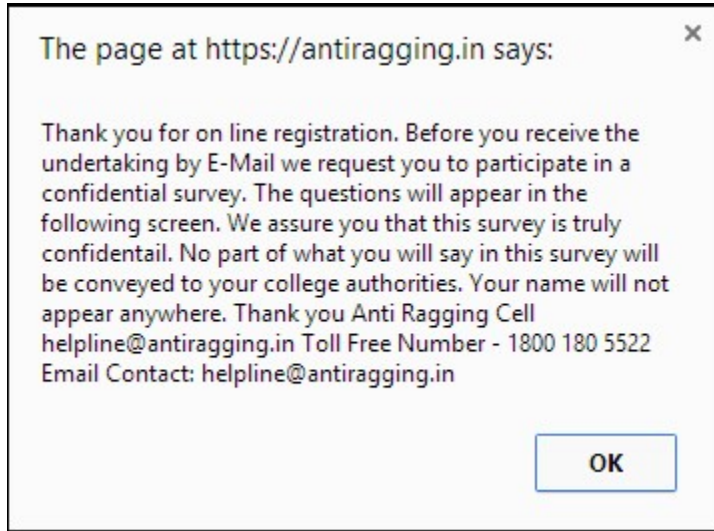 The page at https://antiragging.in says:
Thank you for on line registration. Before you receive the
undertaking by E-Mail we request you to participate in a
confidential survey. The questions will appear in the
following screen. We assure you that this survey is truly
confidentail. No part of what you will say in this survey will
be conveyed to your college authorities. Your name will not
appear anywhere. Thank you Anti Ragging Cell
helpline@antiragging.in Toll Free Number - 1800 180 5522
Email Contact: helpline@antiragging.in
OK